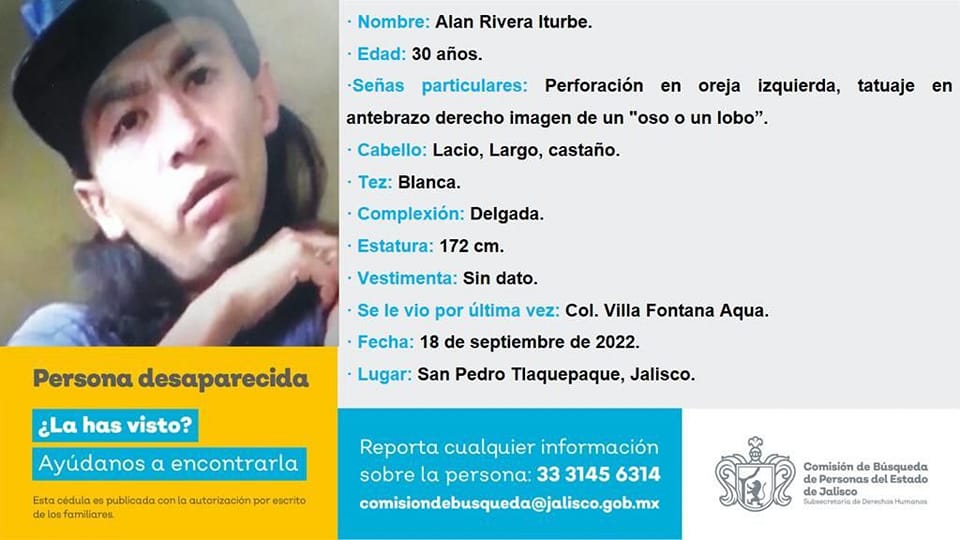 · Nombre: Alan Rivera Iturbe.
· Edad: 30 años.
·Señas particulares: Perforación en oreja izquierda, tatuaje en
antebrazo derecho imagen de un "oso o un lobo”.
· Cabello: Lacio, Largo, castaño.
· Tez: Blanca.
· Complexión: Delgada.
· Estatura: 172 cm.
· Vestimenta: Sin dato.
· Se le vio por última vez: Col. Villa Fontana Aqua.
· Fecha: 18 de septiembre de 2022.
· Lugar: San Pedro Tlaquepaque, Jalisco.
Persona desaparecida
¿La has visto?
Ayúdanos a encontrarla
Esta cédula es publicada con la autorización por escrito
de los familiares.
Reporta cualquier información
sobre la persona: 33 3145 6314
comisiondebusqueda@jalisco.gob.mx
Comisión de Búsqueda
de Personas del Estado
de Jalisco
Subsecretaría de Derechos Humanos